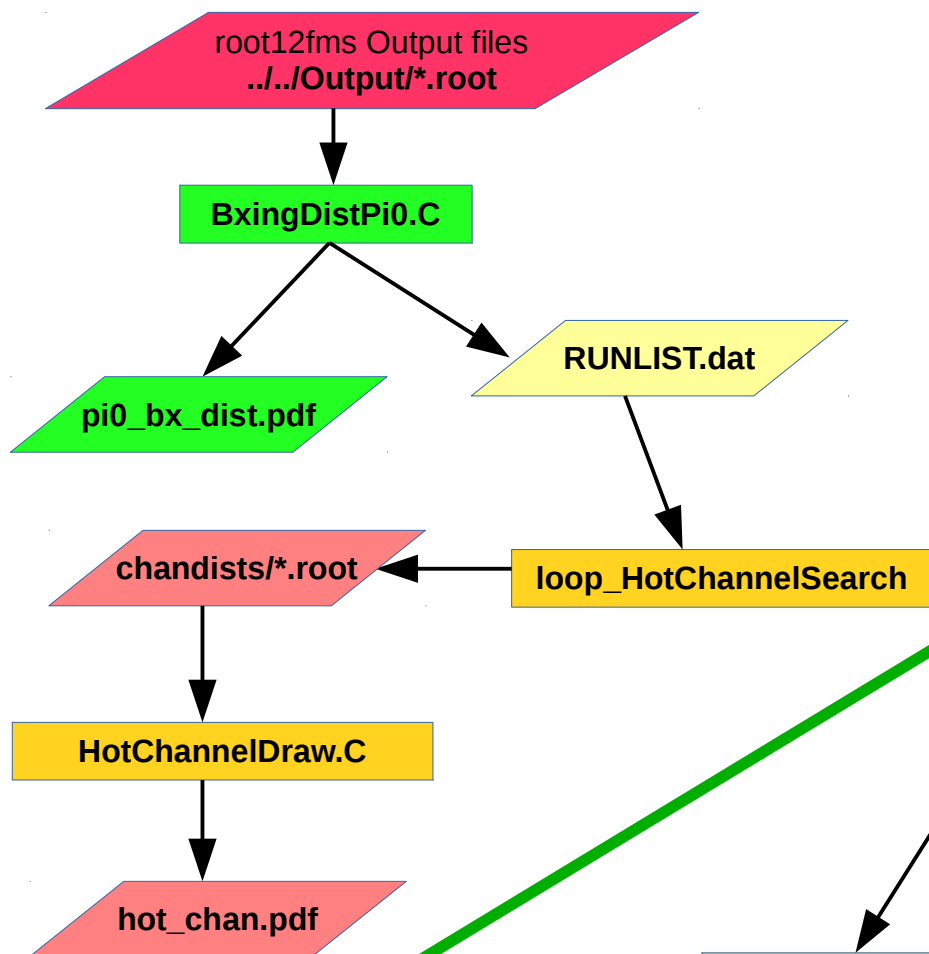 root12fms Output files
../../Output/*.root
BxingDistPi0.C
RUNLIST.dat
pi0_bx_dist.pdf
chandists/*.root
loop_HotChannelSearch
HotChannelDraw.C
hot_chan.pdf